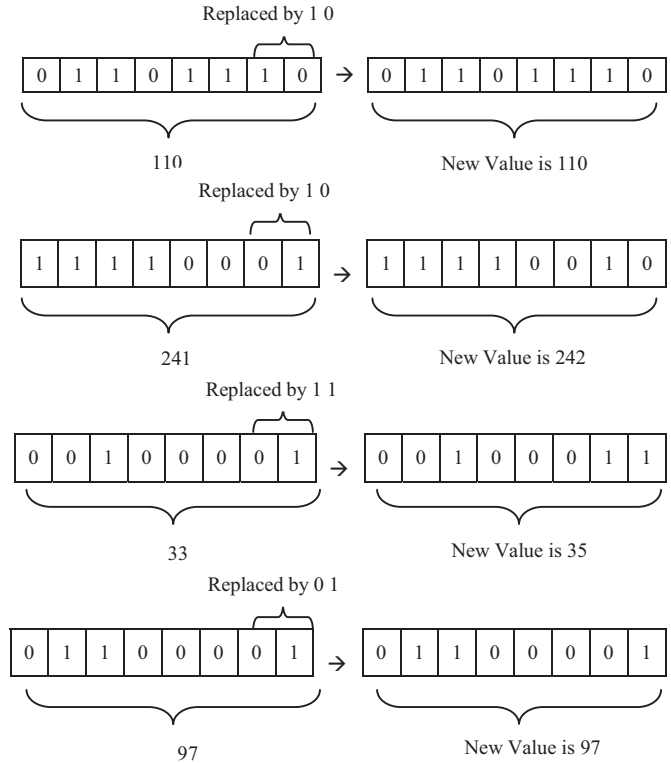 Replaced by 1 0
0 1 1 0 1 1 1 0 → 0 1 1 0 1 1 1 0
110 New Value is 110
Replaced by 1 0
1 1 1 1 0 0 0 1 → 1 1 1 1 0 0 1 0
241 New Value is 242
Replaced by 1 1
0 0 1 0 0 0 0 1 → 0 0 1 0 0 0 1 1
33 New Value is 35
Replaced by 0 1
0 1 1 0 0 0 0 1 → 0 1 1 0 0 0 0 1
97 New Value is 97